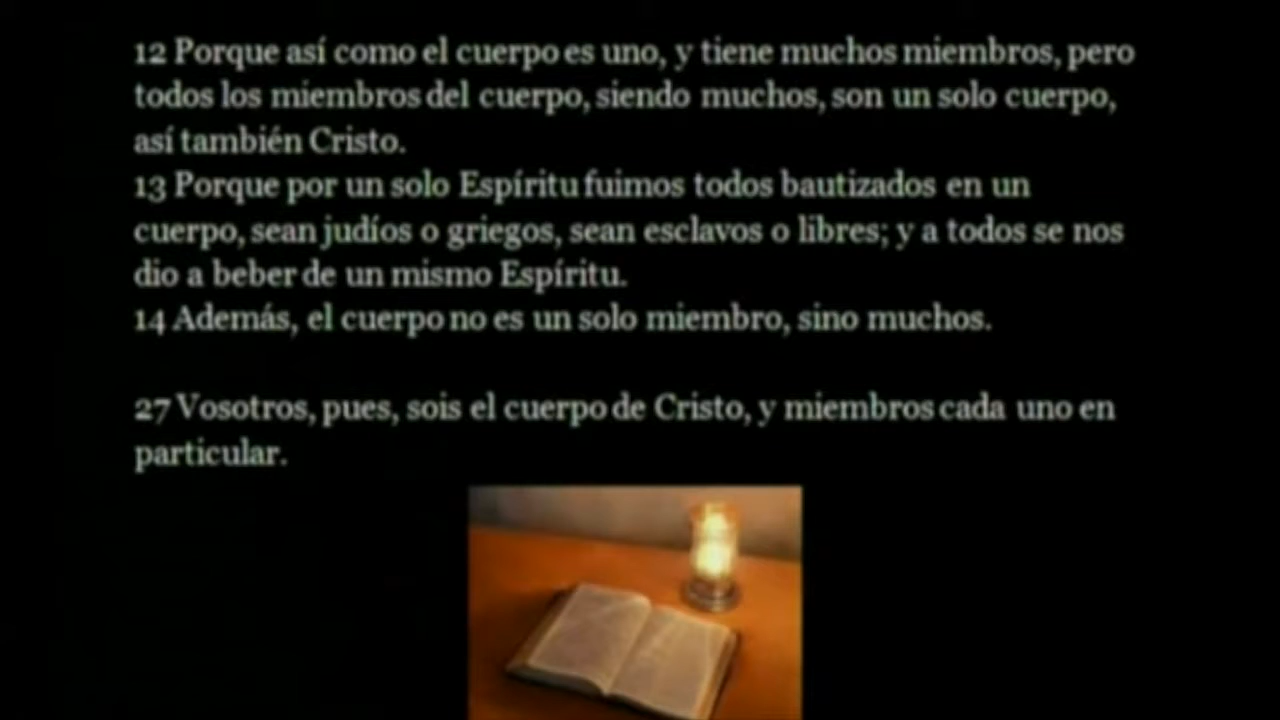 12 Porque así como el cuerpo es uno, y tiene muchos miembros, pero
todos los miembros del cuerpo, siendo muchos, son un solo cuerpo,
así también Cristo.
13 Porque por un solo Espíritu fuimos todos bautizados en un
cuerpo, sean judíos o griegos, sean esclavos o libres; y a todos se nos
dio a beber de un mismo Espíritu.
14 Además, el cuerpo no es un solo miembro, sino muchos.
27 Vosotros, pues, sois el cuerpo de Cristo, y miembros cada uno en
particular.